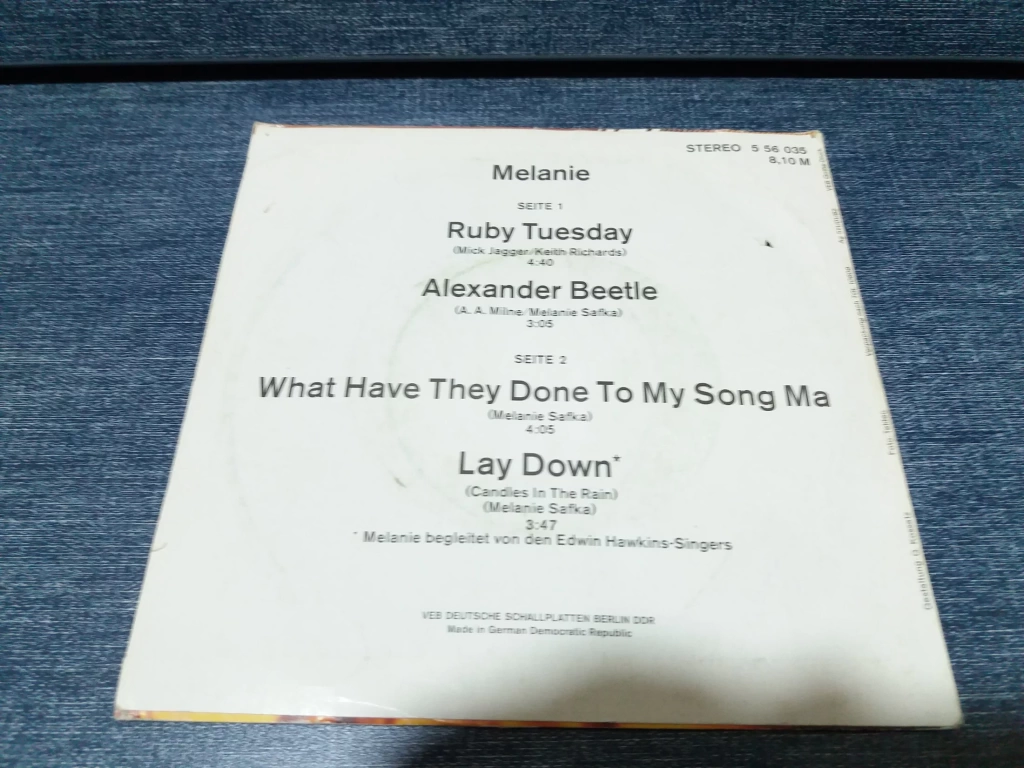 STEREO 5 56 035
8,10 M
Melanie
SEITE 1
Ruby Tuesday
(Mick Jagger/Keith Richards)
4:40
Alexander Beetle
(A. A. Milne/Melanie Safka)
3:05
SEITE 2
What Have They Done To My Song Ma
(Melanie Safka)
4:05
Lay Down*
(Candles In The Rain)
(Melanie Safka)
3:47
* Melanie begleitet von den Edwin Hawkins-Singers
VEB DEUTSCHE SCHALLPLATTEN BERLIN DDR
Made in German Democratic Republic
Gestaltung